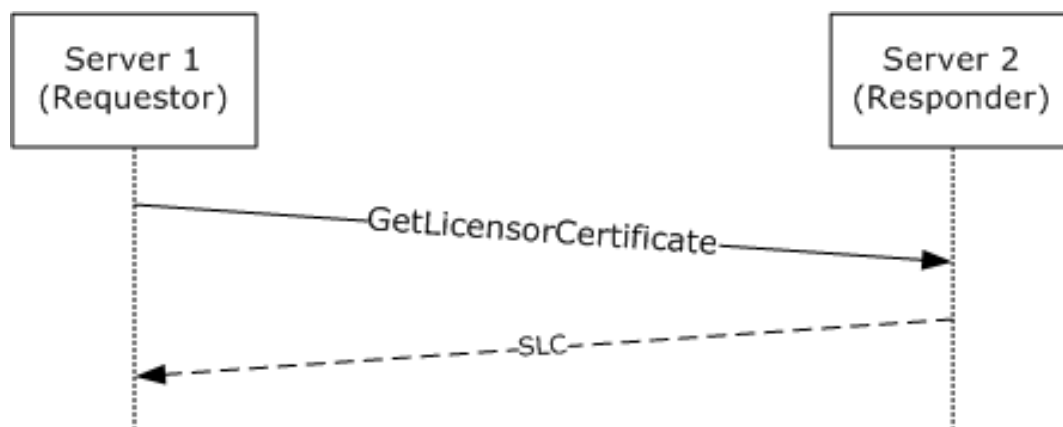 Server 1
(Requestor)
Server 2
(Responder)
GetLicensorCertificate
SLC